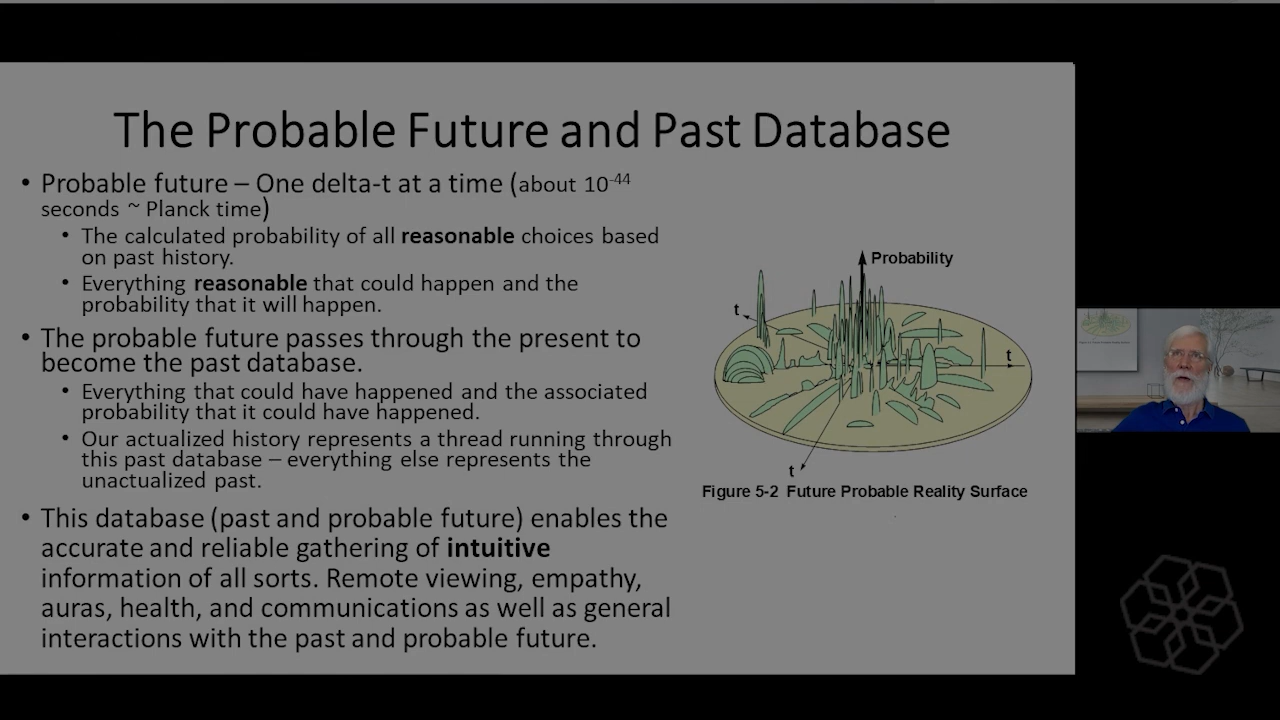 The Probable Future and Past Database
• Probable future – One delta-t at a time (about 10⁻⁴⁴
seconds ~ Planck time)
• The calculated probability of all reasonable choices based
on past history.
• Everything reasonable that could happen and the
probability that it will happen.
• The probable future passes through the present to
become the past database.
• Everything that could have happened and the associated
probability that it could have happened.
• Our actualized history represents a thread running through
this past database – everything else represents the
unactualized past.
• This database (past and probable future) enables the
accurate and reliable gathering of intuitive
information of all sorts. Remote viewing, empathy,
auras, health, and communications as well as general
interactions with the past and probable future.
Probability
t
t
t
Figure 5-2 Future Probable Reality Surface